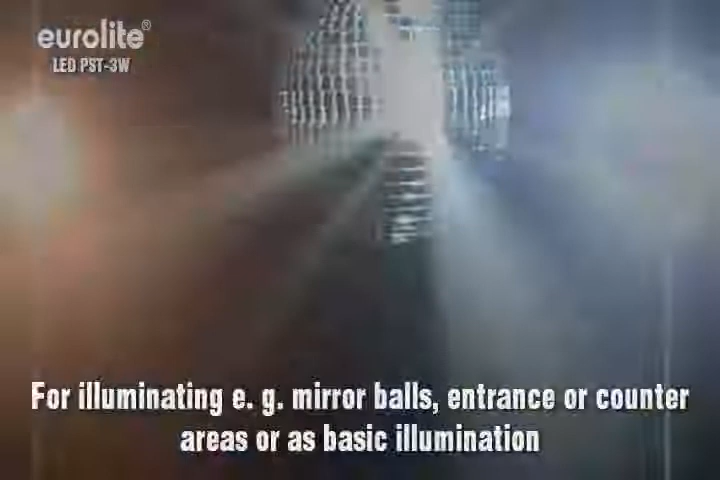 eurolite®
LED PST-3W
For illuminating e. g. mirror balls, entrance or counter
areas or as basic illumination